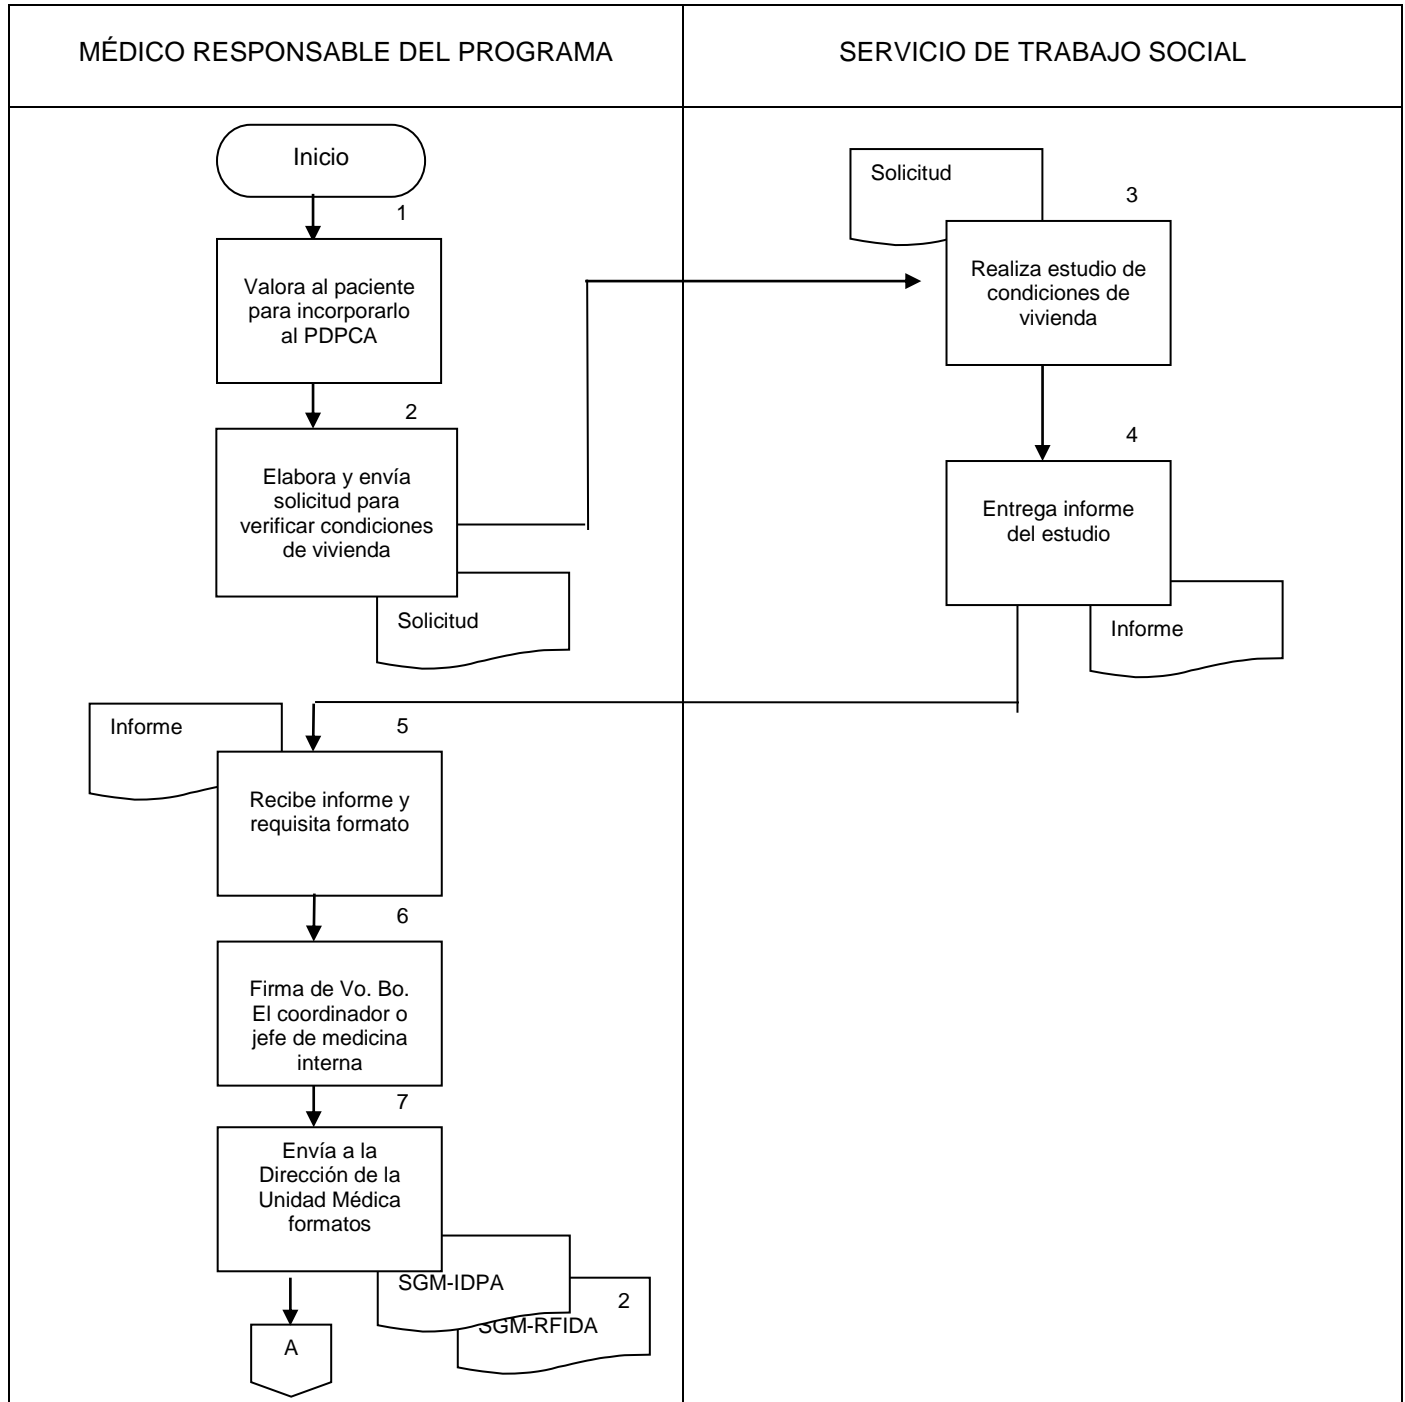 MÉDICO RESPONSABLE DEL PROGRAMA
SERVICIO DE TRABAJO SOCIAL
Inicio
1
Valora al paciente
para incorporarlo
al PDPCA
2
Elabora y envía
solicitud para
verificar condiciones
de vivienda
Solicitud
Solicitud
3
Realiza estudio de
condiciones de
vivienda
4
Entrega informe
del estudio
Informe
Informe
5
Recibe informe y
requisita formato
6
Firma de Vo. Bo.
El coordinador o
jefe de medicina
interna
7
Envía a la
Dirección de la
Unidad Médica
formatos
SGM-IDPA
2
SGM-RFIDA
A